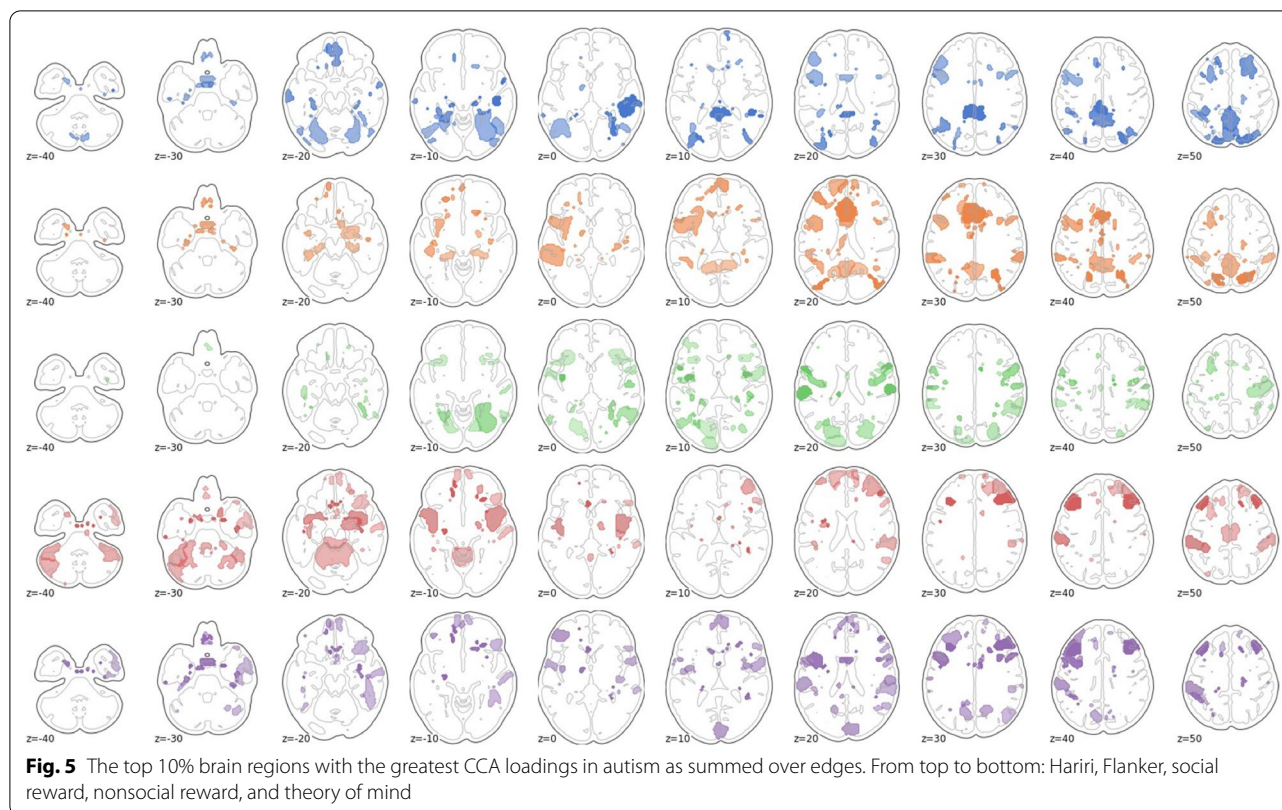 z=-40 z=-30 z=-20 z=-10 z=0 z=10 z=20 z=30 z=40 z=50
z=-40 z=-30 z=-20 z=-10 z=0 z=10 z=20 z=30 z=40 z=50
z=-40 z=-30 z=-20 z=-10 z=0 z=10 z=20 z=30 z=40 z=50
z=-40 z=-30 z=-20 z=-10 z=0 z=10 z=20 z=30 z=40 z=50
z=-40 z=-30 z=-20 z=-10 z=0 z=10 z=20 z=30 z=40 z=50
Fig. 5 The top 10% brain regions with the greatest CCA loadings in autism as summed over edges. From top to bottom: Hariri, Flanker, social
reward, nonsocial reward, and theory of mind